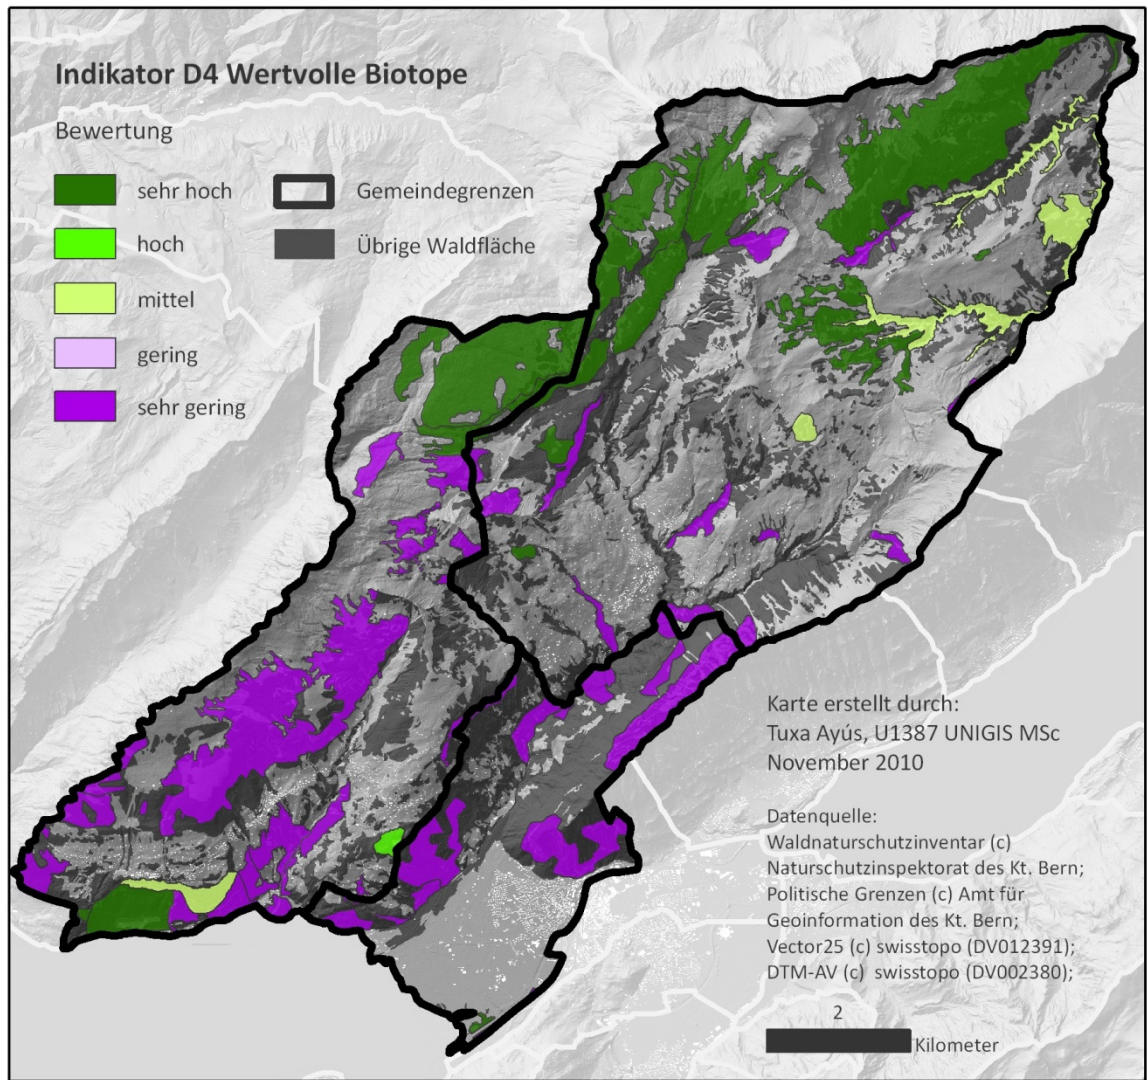 Indikator D4 Wertvolle Biotope
Bewertung
sehr hoch
hoch
mittel
gering
sehr gering
Gemeindegrenzen
Übrige Waldfläche
Karte erstellt durch:
Tuxa Ayús, U1387 UNIGIS MSc
November 2010
Datenquelle:
Waldnaturschutzinventar (c)
Naturschutzinspektorat des Kt. Bern;
Politische Grenzen (c) Amt für
Geoinformation des Kt. Bern;
Vector25 (c) swisstopo (DV012391);
DTM-AV (c) swisstopo (DV002380);
2
Kilometer